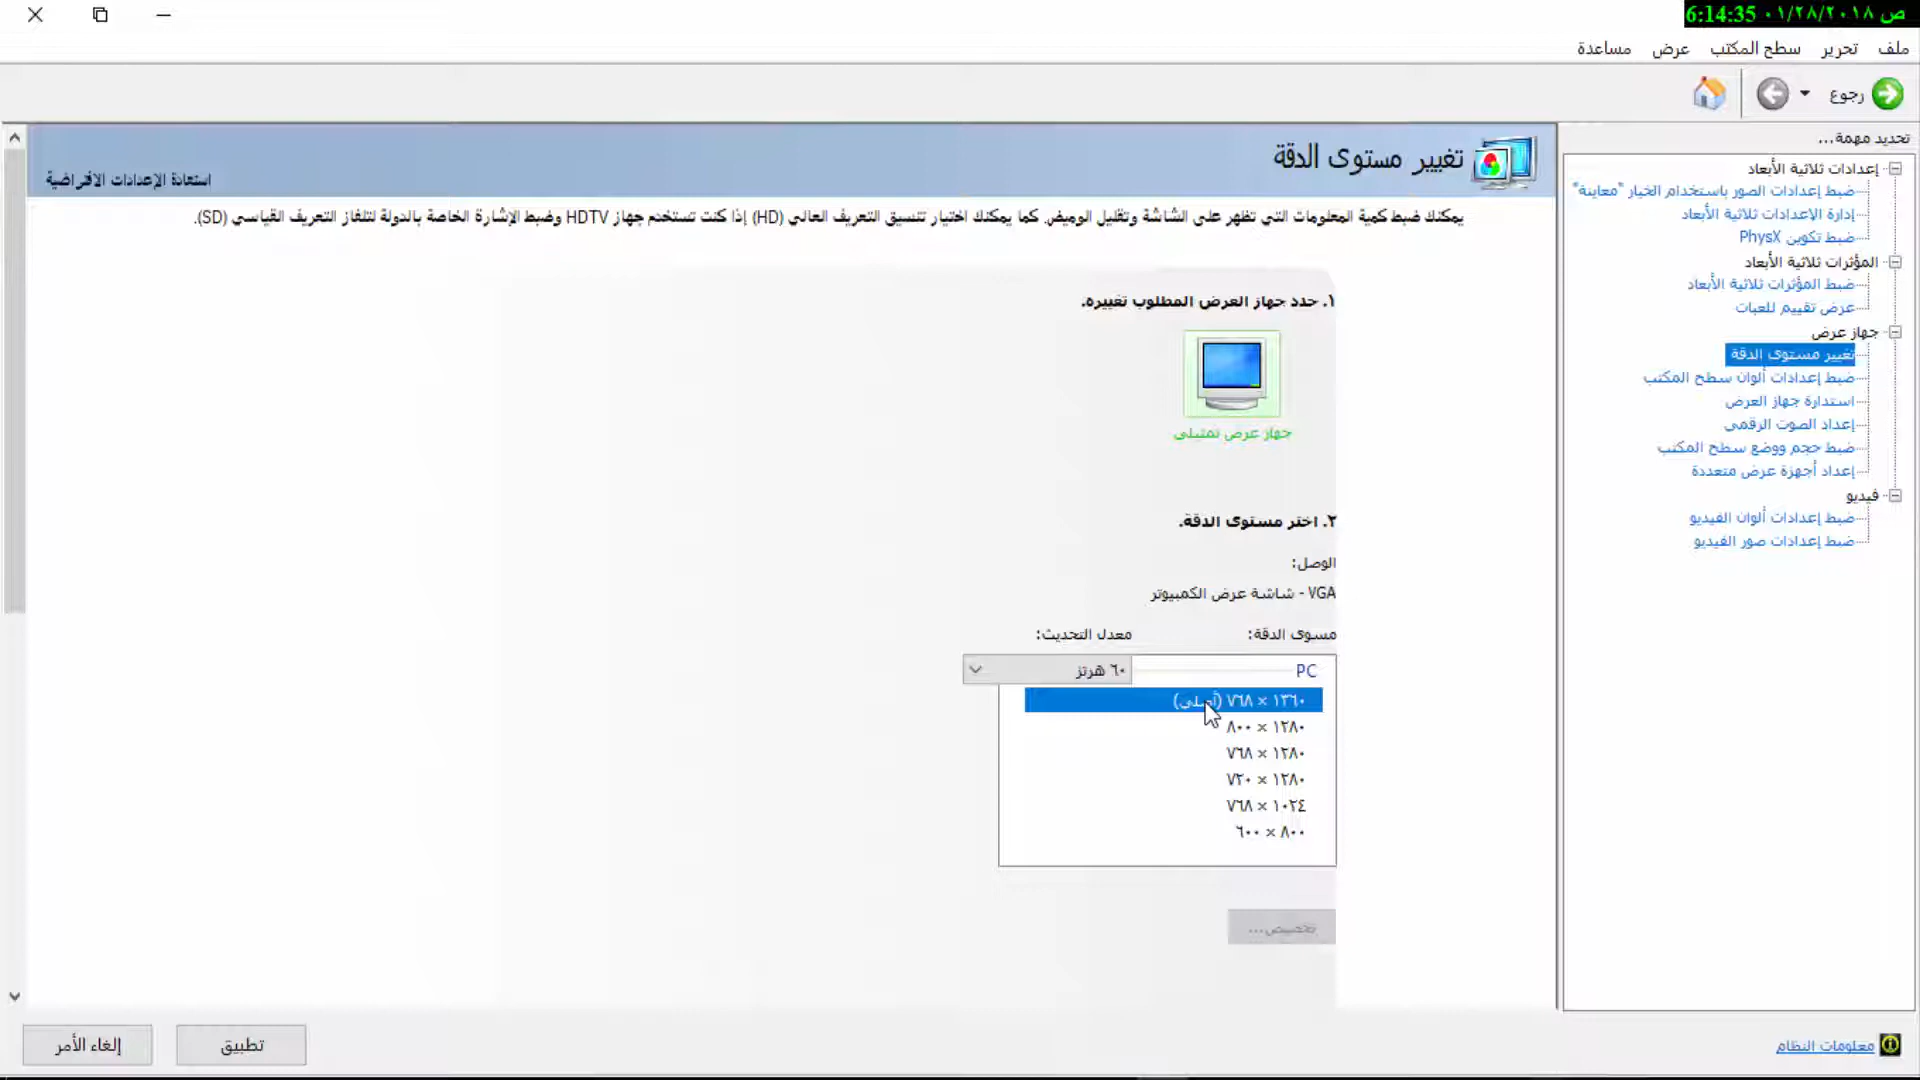 ص ٠١/٢٨/٢٠١٨ 6:14:35
ملف تحرير سطح المكتب عرض مساعدة
رجوع
تحديد مهمة...
إعدادات ثلاثية الأبعاد
ضبط إعدادات الصور باستخدام الخيار "معاينة"
إدارة الإعدادات ثلاثية الأبعاد
ضبط تكوين PhysX
المؤثرات ثلاثية الأبعاد
ضبط المؤثرات ثلاثية الأبعاد
عرض تقييم للعبات
جهاز عرض
تغيير مستوى الدقة
ضبط إعدادات ألوان سطح المكتب
استدارة جهاز العرض
إعداد الصوت الرقمي
ضبط حجم ووضع سطح المكتب
إعداد أجهزة عرض متعددة
فيديو
ضبط إعدادات ألوان الفيديو
ضبط إعدادات صور الفيديو
معلومات النظام
تغيير مستوى الدقة
استعادة الإعدادات الافتراضية
يمكنك ضبط كمية المعلومات التي تظهر على الشاشة وتقليل الوميض. كما يمكنك اختيار تنسيق التعريف العالي (HD) إذا كنت تستخدم جهاز HDTV وضبط الإشارة الخاصة بالدولة لتلفاز التعريف القياسي (SD).
١. حدد جهاز العرض المطلوب تغييره.
جهاز عرض تمثيلي
٢. اختر مستوى الدقة.
الوصل:
VGA - شاشة عرض الكمبيوتر
مسوى الدقة: معدل التحديث:
PC
٦٠ هرتز
١٣٦٠ × ٧٦٨ (أصلي)
١٢٨٠ × ٨٠٠
١٢٨٠ × ٧٦٨
١٢٨٠ × ٧٢٠
١٠٢٤ × ٧٦٨
٨٠٠ × ٦٠٠
تخصيص...
تطبيق
إلغاء الأمر